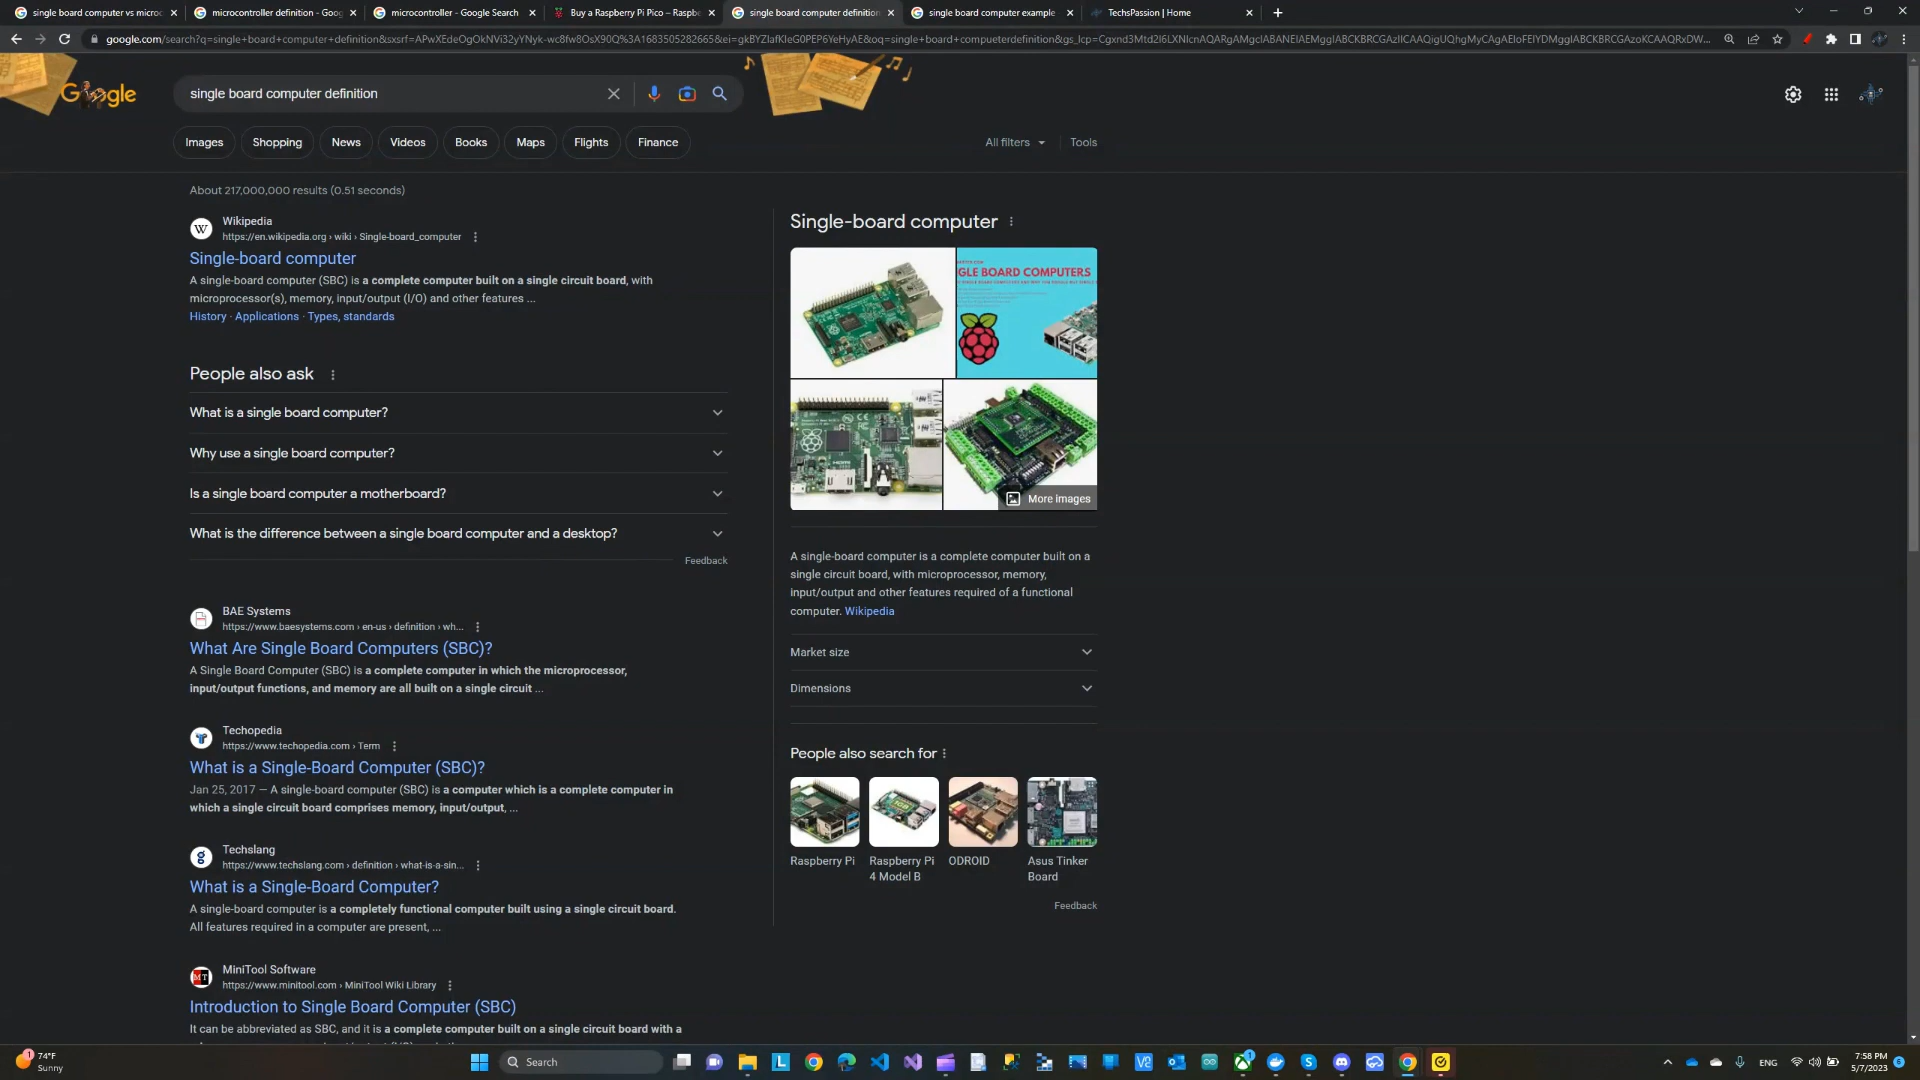 single board computer vs microc
microcontroller definition - Goog
microcontroller - Google Search
Buy a Raspberry Pi Pico – Raspbe
single board computer definition
single board computer example
TechsPassion | Home
google.com/search?q=single+board+computer+definition&sxsrf=
Google
single board computer definition
Images
Shopping
News
Videos
Books
Maps
Flights
Finance
All filters
Tools
About 217,000,000 results (0.51 seconds)
W
Wikipedia
https://en.wikipedia.org › wiki › Single-board_computer
Single-board computer
A single-board computer (SBC) is a complete computer built on a single circuit board, with
microprocessor(s), memory, input/output (I/O) and other features ...
History · Applications · Types, standards
People also ask
What is a single board computer?
Why use a single board computer?
Is a single board computer a motherboard?
What is the difference between a single board computer and a desktop?
Feedback
BAE Systems
https://www.baesystems.com › en-us › definition › wh...
What Are Single Board Computers (SBC)?
A Single Board Computer (SBC) is a complete computer in which the microprocessor,
input/output functions, and memory are all built on a single circuit ...
Techopedia
https://www.techopedia.com › Term
What is a Single-Board Computer (SBC)?
Jan 25, 2017 — A single-board computer (SBC) is a computer which is a complete computer in
which a single circuit board comprises memory, input/output, ...
Techslang
https://www.techslang.com › definition › what-is-a-sin...
What is a Single-Board Computer?
A single-board computer is a completely functional computer built using a single circuit board.
All features required in a computer are present, ...
MT
MiniTool Software
https://www.minitool.com › MiniTool Wiki Library
Introduction to Single Board Computer (SBC)
It can be abbreviated as SBC, and it is a complete computer built on a single circuit board with a
Single-board computer
GLE BOARD COMPUTERS
More images
A single-board computer is a complete computer built on a
single circuit board, with microprocessor, memory,
input/output and other features required of a functional
computer. Wikipedia
Market size
Dimensions
People also search for
Raspberry Pi
Raspberry Pi
4 Model B
ODROID
Asus Tinker
Board
Feedback
1
74°F
Sunny
Search
L
ENG
7:58 PM
5/7/2023